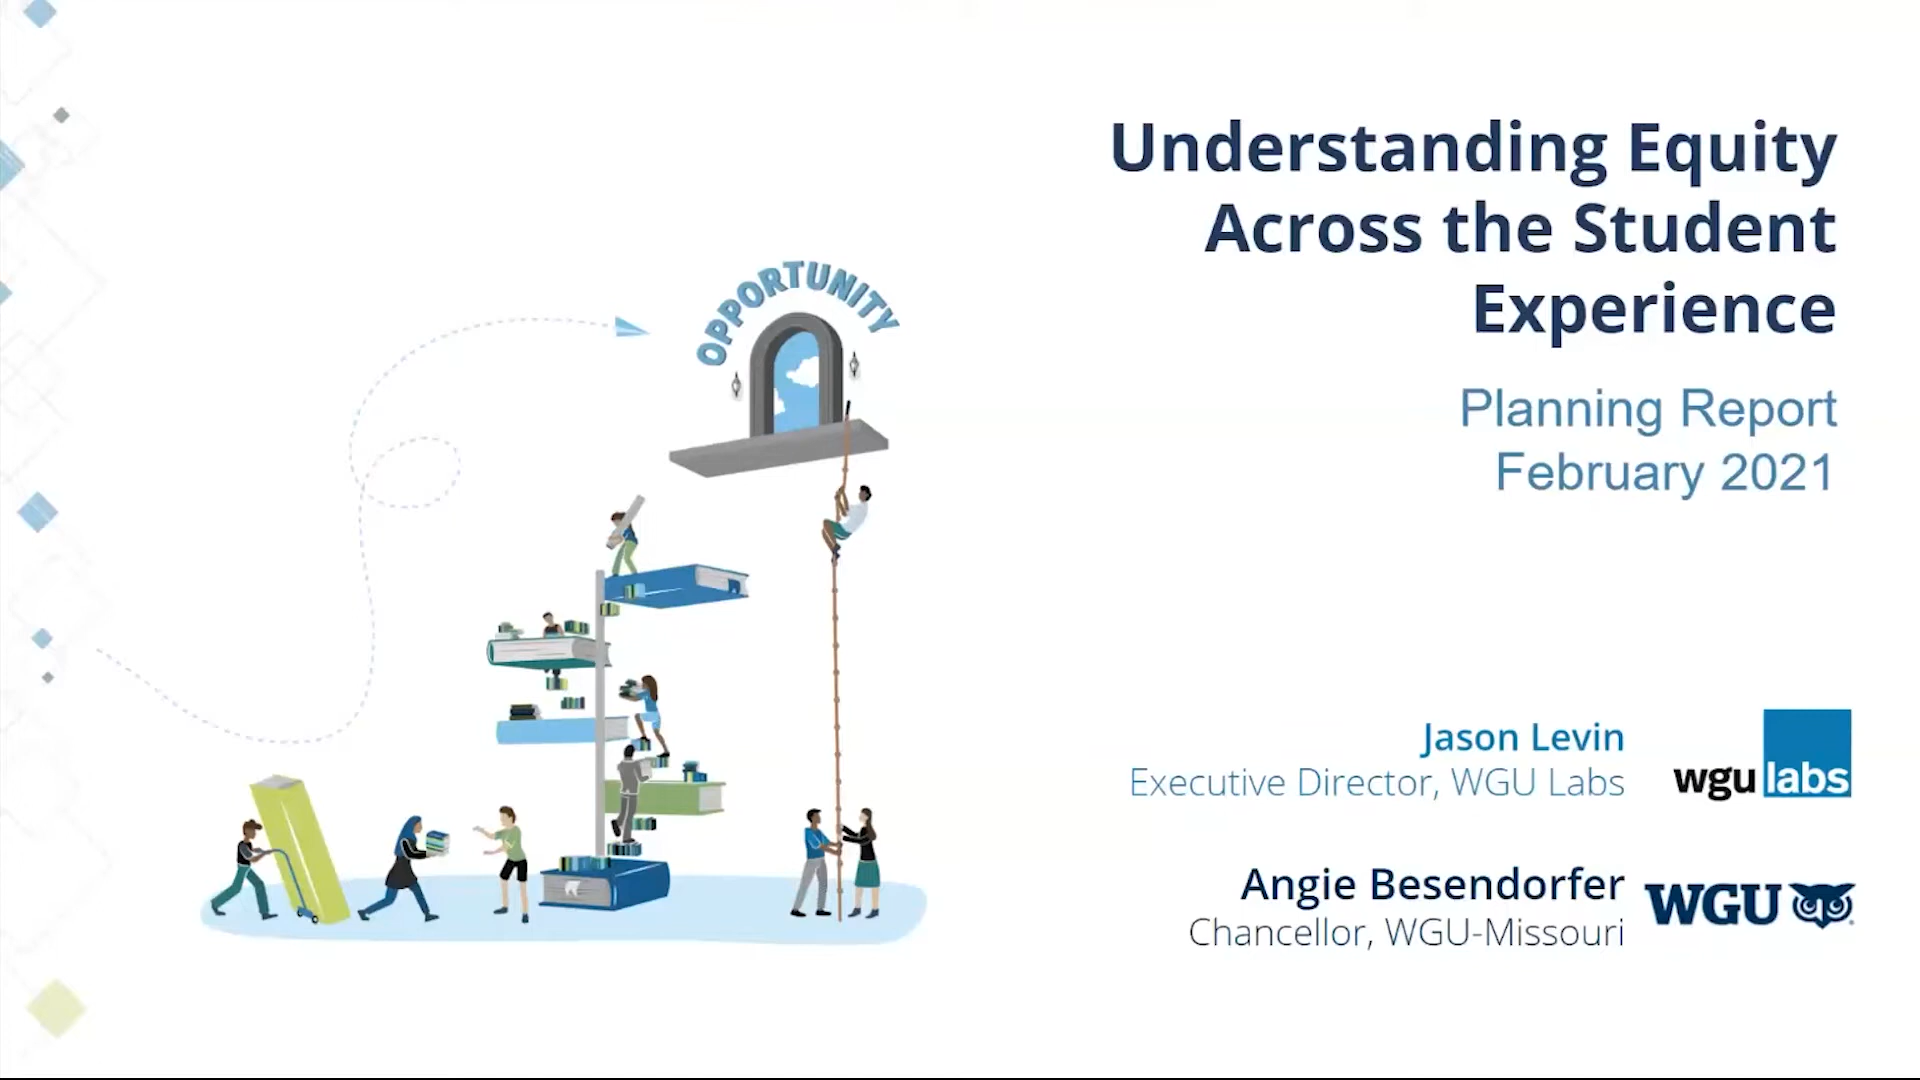 Understanding Equity
Across the Student
Experience
Planning Report
February 2021
OPPORTUNITY
Jason Levin
Executive Director, WGU Labs
wgu labs
Angie Besendorfer
Chancellor, WGU-Missouri
WGU